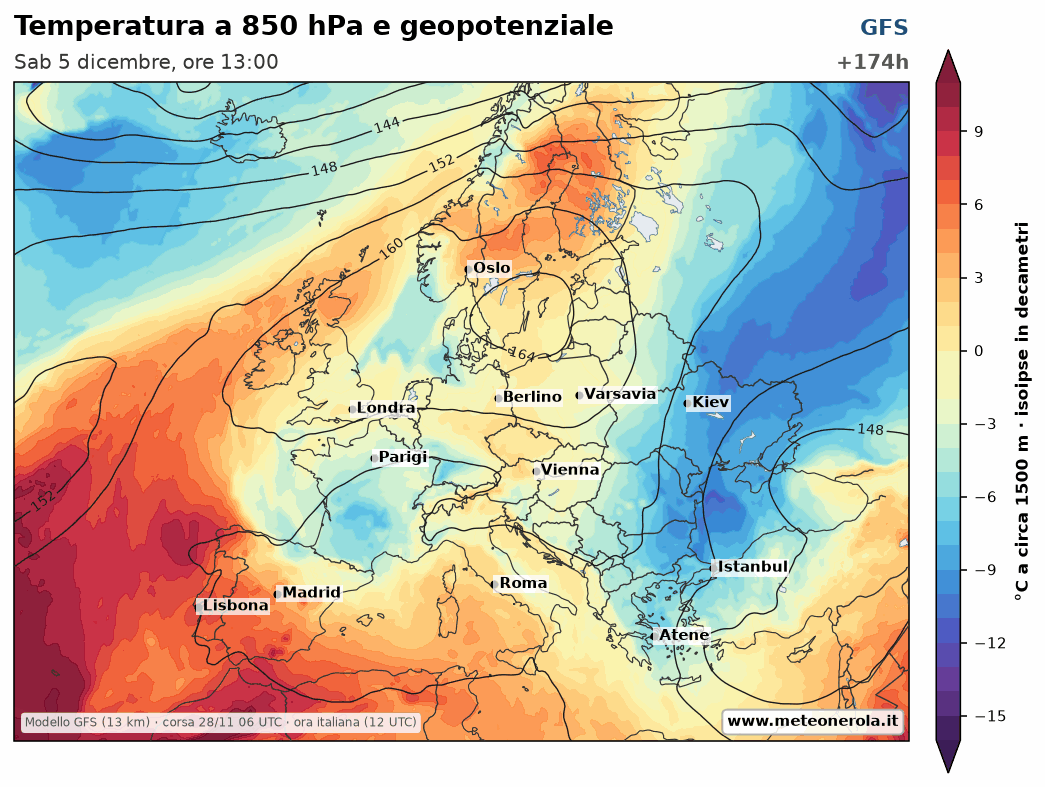 Temperatura a 850 hPa e geopotenziale
GFS
Sab 5 dicembre, ore 13:00
+174h
144
148
152
160
Oslo
164
Berlino
Varsavia
Kiev
Londra
148
Parigi
Vienna
152
Istanbul
Roma
Madrid
Lisbona
Atene
Modello GFS (13 km) · corsa 28/11 06 UTC · ora italiana (12 UTC)
www.meteonerola.it
9
6
3
0
−3
−6
−9
−12
−15
°C a circa 1500 m · isoipse in decametri